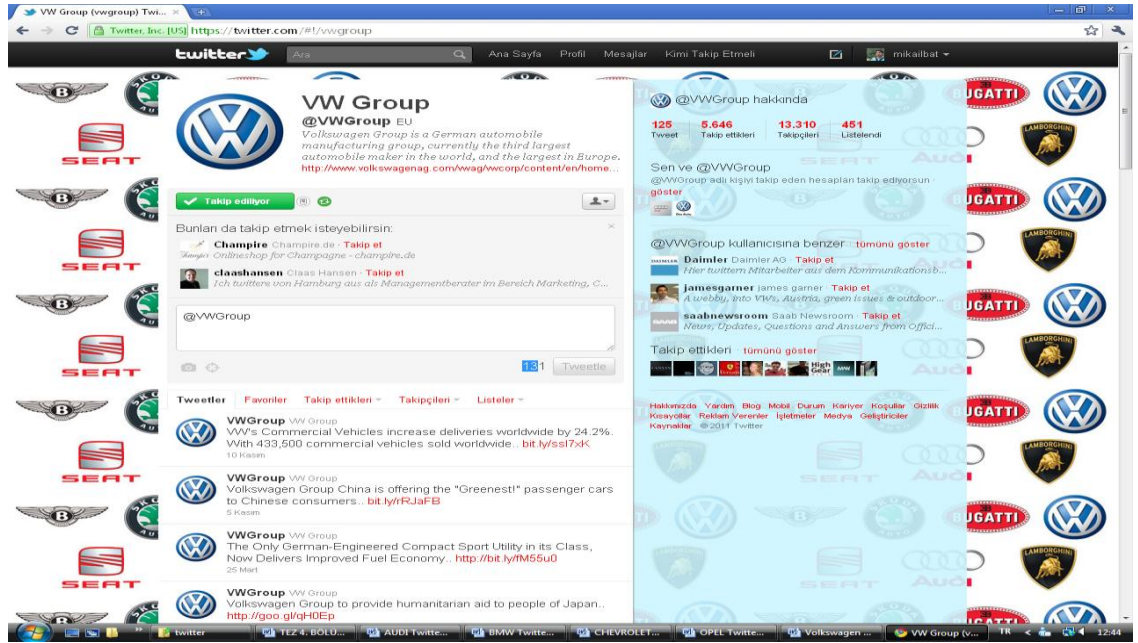 VW Group (vwgroup) Twi...
Twitter, Inc. [US] https://twitter.com/#!/vwgroup
twitter
Ara
Ana Sayfa Profil Mesajlar Kimi Takip Etmeli
mikailbat
VW Group
@VWGroup EU
Volkswagen Group is a German automobile
manufacturing group, currently the third largest
automobile maker in the world, and the largest in Europe.
http://www.volkswagenag.com/vwag/vwcorp/content/en/home...
Takip ediliyor
Bunları da takip etmek isteyebilirsin:
Champire Champire.de · Takip et
Onlineshop for Champagne - champire.de
claashansen Claas Hansen · Takip et
Ich twittere von Hamburg aus als Managementberater im Bereich Marketing, C...
@VWGroup
131 Tweetle
Tweetler Favoriler Takip ettikleri Takipçileri Listeler
VWGroup VW Group
VW's Commercial Vehicles increase deliveries worldwide by 24.2%.
With 433,500 commercial vehicles sold worldwide.. bit.ly/ssI7xK
10 Kasım
VWGroup VW Group
Volkswagen Group China is offering the "Greenest!" passenger cars
to Chinese consumers.. bit.ly/rRJaFB
5 Kasım
VWGroup VW Group
The Only German-Engineered Compact Sport Utility in its Class,
Now Delivers Improved Fuel Economy.. http://bit.ly/fM55u0
25 Mart
VWGroup VW Group
Volkswagen Group to provide humanitarian aid to people of Japan..
http://goo.gl/qH0Ep
@VWGroup hakkında
125 5.646 13.310 451
Tweet Takip ettikleri Takipçileri Listelendi
Sen ve @VWGroup
@VWGroup adlı kişiyi takip eden hesapları takip ediyorsun
göster
@VWGroup kullanıcısına benzer · tümünü göster
Daimler Daimler AG · Takip et
Hier twittern Mitarbeiter aus dem Kommunikationsb...
jamesgarner james garner · Takip et
A webby, into VWs, Austria, green issues & outdoor...
saabnewsroom Saab Newsroom · Takip et
News, Updates, Questions and Answers from Offici...
Takip ettikleri · tümünü göster
High Gear
Hakkımızda Yardım Blog Mobil Durum Kariyer Koşullar Gizlilik
Kısayollar Reklam Verenler İşletmeler Medya Geliştiriciler
Kaynaklar © 2011 Twitter
SEAT
BUGATTI
LAMBORGHINI
Audi
twitter
TEZ 4. BÖLÜ...
AUDI Twitte...
BMW Twitte...
CHEVROLET...
OPEL Twitte...
Volkswagen ...
VW Group (v...
TR
12:44